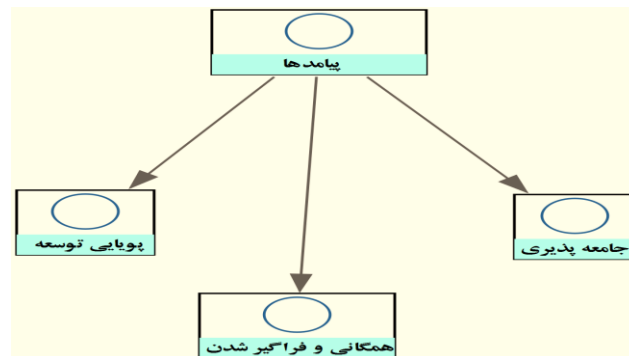 پیامدها
جامعه پذیری
پویایی توسعه
همگانی و فراگیر شدن